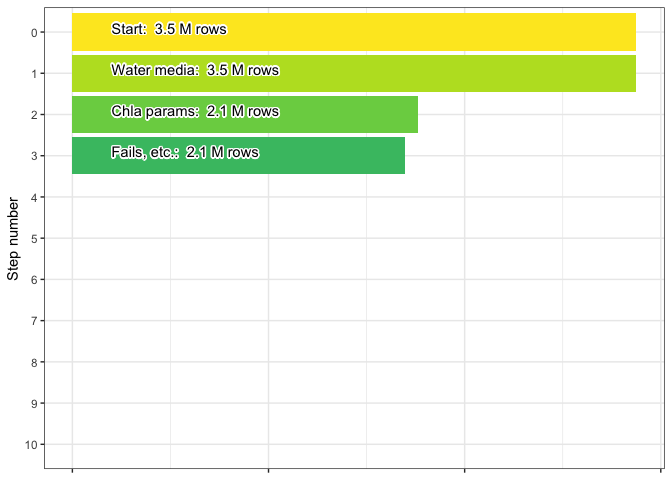 Step number
0
Start:  3.5 M rows
1
Water media:  3.5 M rows
2
Chla params:  2.1 M rows
3
Fails, etc.:  2.1 M rows
4
5
6
7
8
9
10